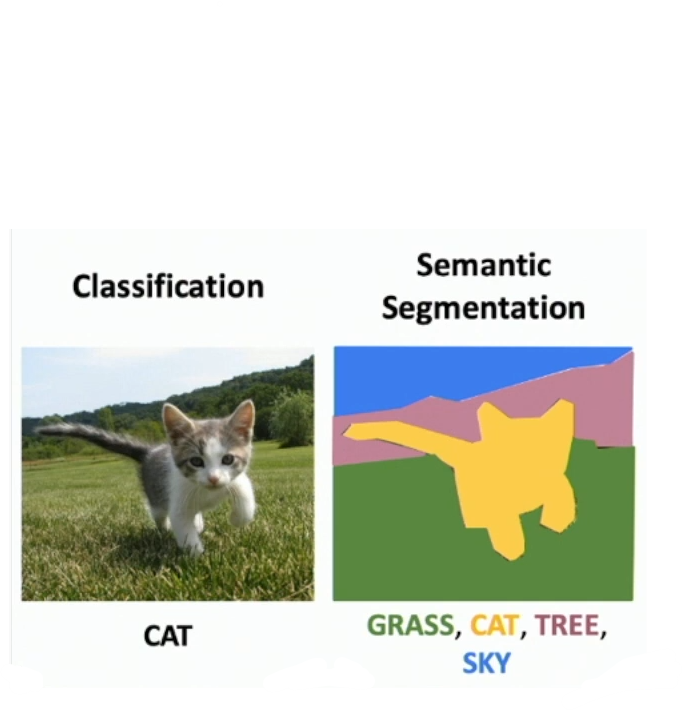 Classification
Semantic
Segmentation
CAT
GRASS, CAT, TREE,
SKY